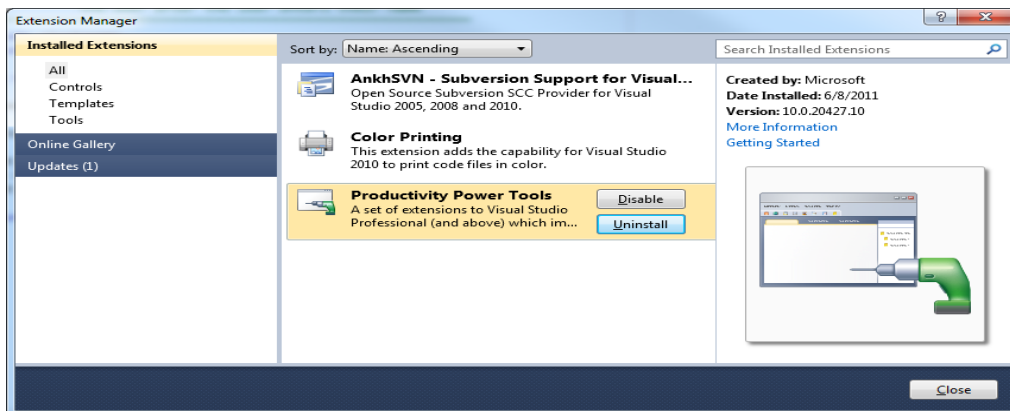 Extension Manager
Installed Extensions
All
Controls
Templates
Tools
Online Gallery
Updates (1)
Sort by: Name: Ascending
AnkhSVN - Subversion Support for Visual...
Open Source Subversion SCC Provider for Visual
Studio 2005, 2008 and 2010.
Color Printing
This extension adds the capability for Visual Studio
2010 to print code files in color.
Productivity Power Tools
A set of extensions to Visual Studio
Professional (and above) which im...
Disable
Uninstall
Search Installed Extensions
Created by: Microsoft
Date Installed: 6/8/2011
Version: 10.0.20427.10
More Information
Getting Started
Close